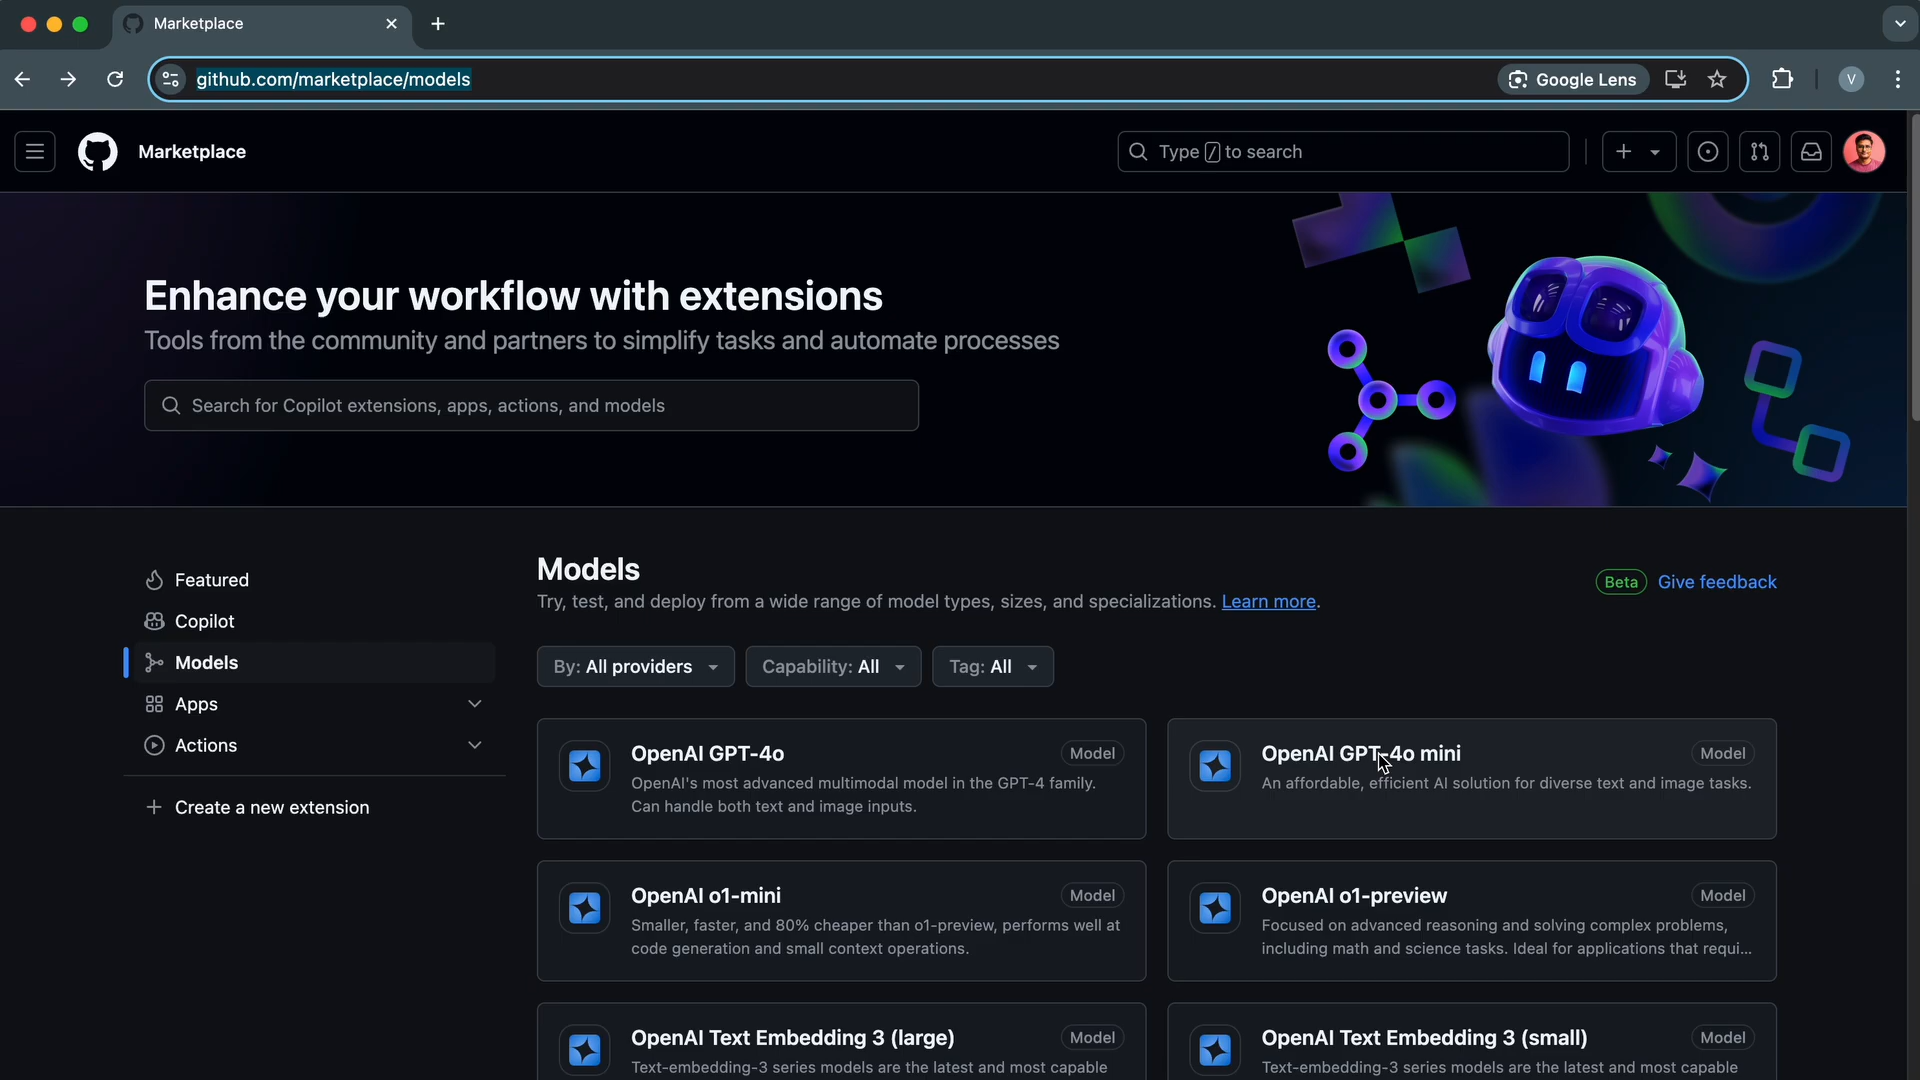 Marketplace
github.com/marketplace/models
Google Lens
V
Marketplace
Type / to search
Enhance your workflow with extensions
Tools from the community and partners to simplify tasks and automate processes
Search for Copilot extensions, apps, actions, and models
Featured
Copilot
Models
Apps
Actions
Create a new extension
Models
Try, test, and deploy from a wide range of model types, sizes, and specializations. Learn more.
Beta Give feedback
By: All providers Capability: All Tag: All
OpenAI GPT-4o Model
OpenAI's most advanced multimodal model in the GPT-4 family.
Can handle both text and image inputs.
OpenAI GPT-4o mini Model
An affordable, efficient AI solution for diverse text and image tasks.
OpenAI o1-mini Model
Smaller, faster, and 80% cheaper than o1-preview, performs well at
code generation and small context operations.
OpenAI o1-preview Model
Focused on advanced reasoning and solving complex problems,
including math and science tasks. Ideal for applications that requi...
OpenAI Text Embedding 3 (large) Model
Text-embedding-3 series models are the latest and most capable
OpenAI Text Embedding 3 (small) Model
Text-embedding-3 series models are the latest and most capable